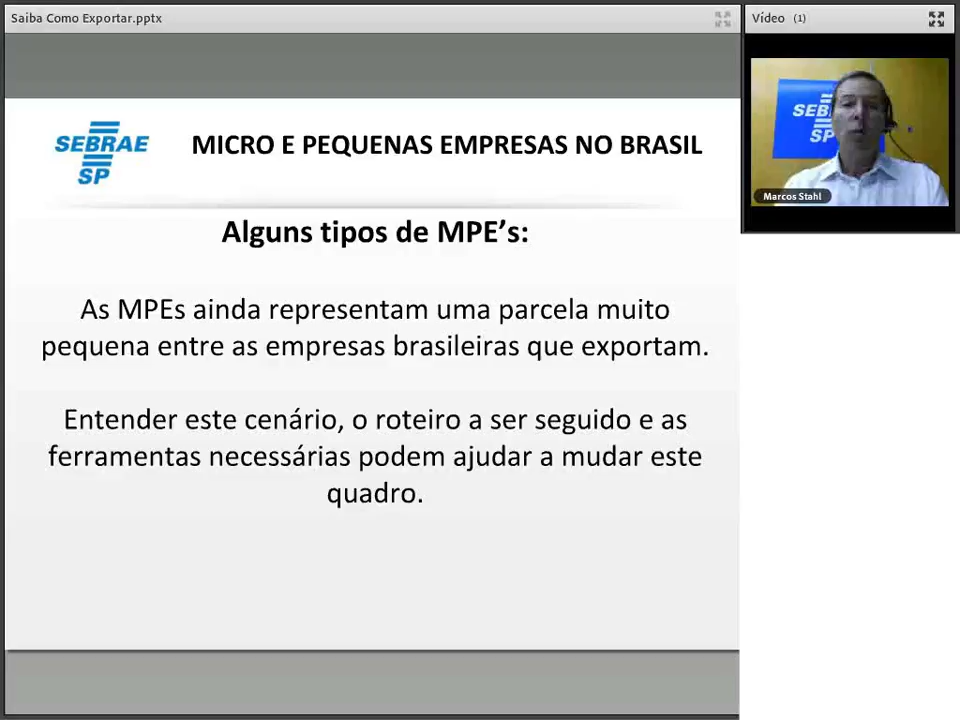 Saiba Como Exportar.pptx
Vídeo (1)
SEBRAE
SP
MICRO E PEQUENAS EMPRESAS NO BRASIL
Alguns tipos de MPE's:
As MPEs ainda representam uma parcela muito
pequena entre as empresas brasileiras que exportam.
Entender este cenário, o roteiro a ser seguido e as
ferramentas necessárias podem ajudar a mudar este
quadro.
SEB
SP
Marcos Stahl